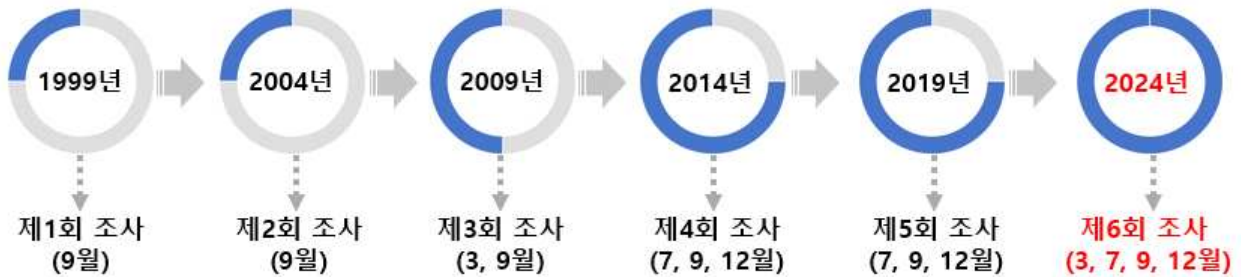 1999년
2004년
2009년
2014년
2019년
2024년
제1회 조사
(9월)
제2회 조사
(9월)
제3회 조사
(3, 9월)
제4회 조사
(7, 9, 12월)
제5회 조사
(7, 9, 12월)
제6회 조사
(3, 7, 9, 12월)